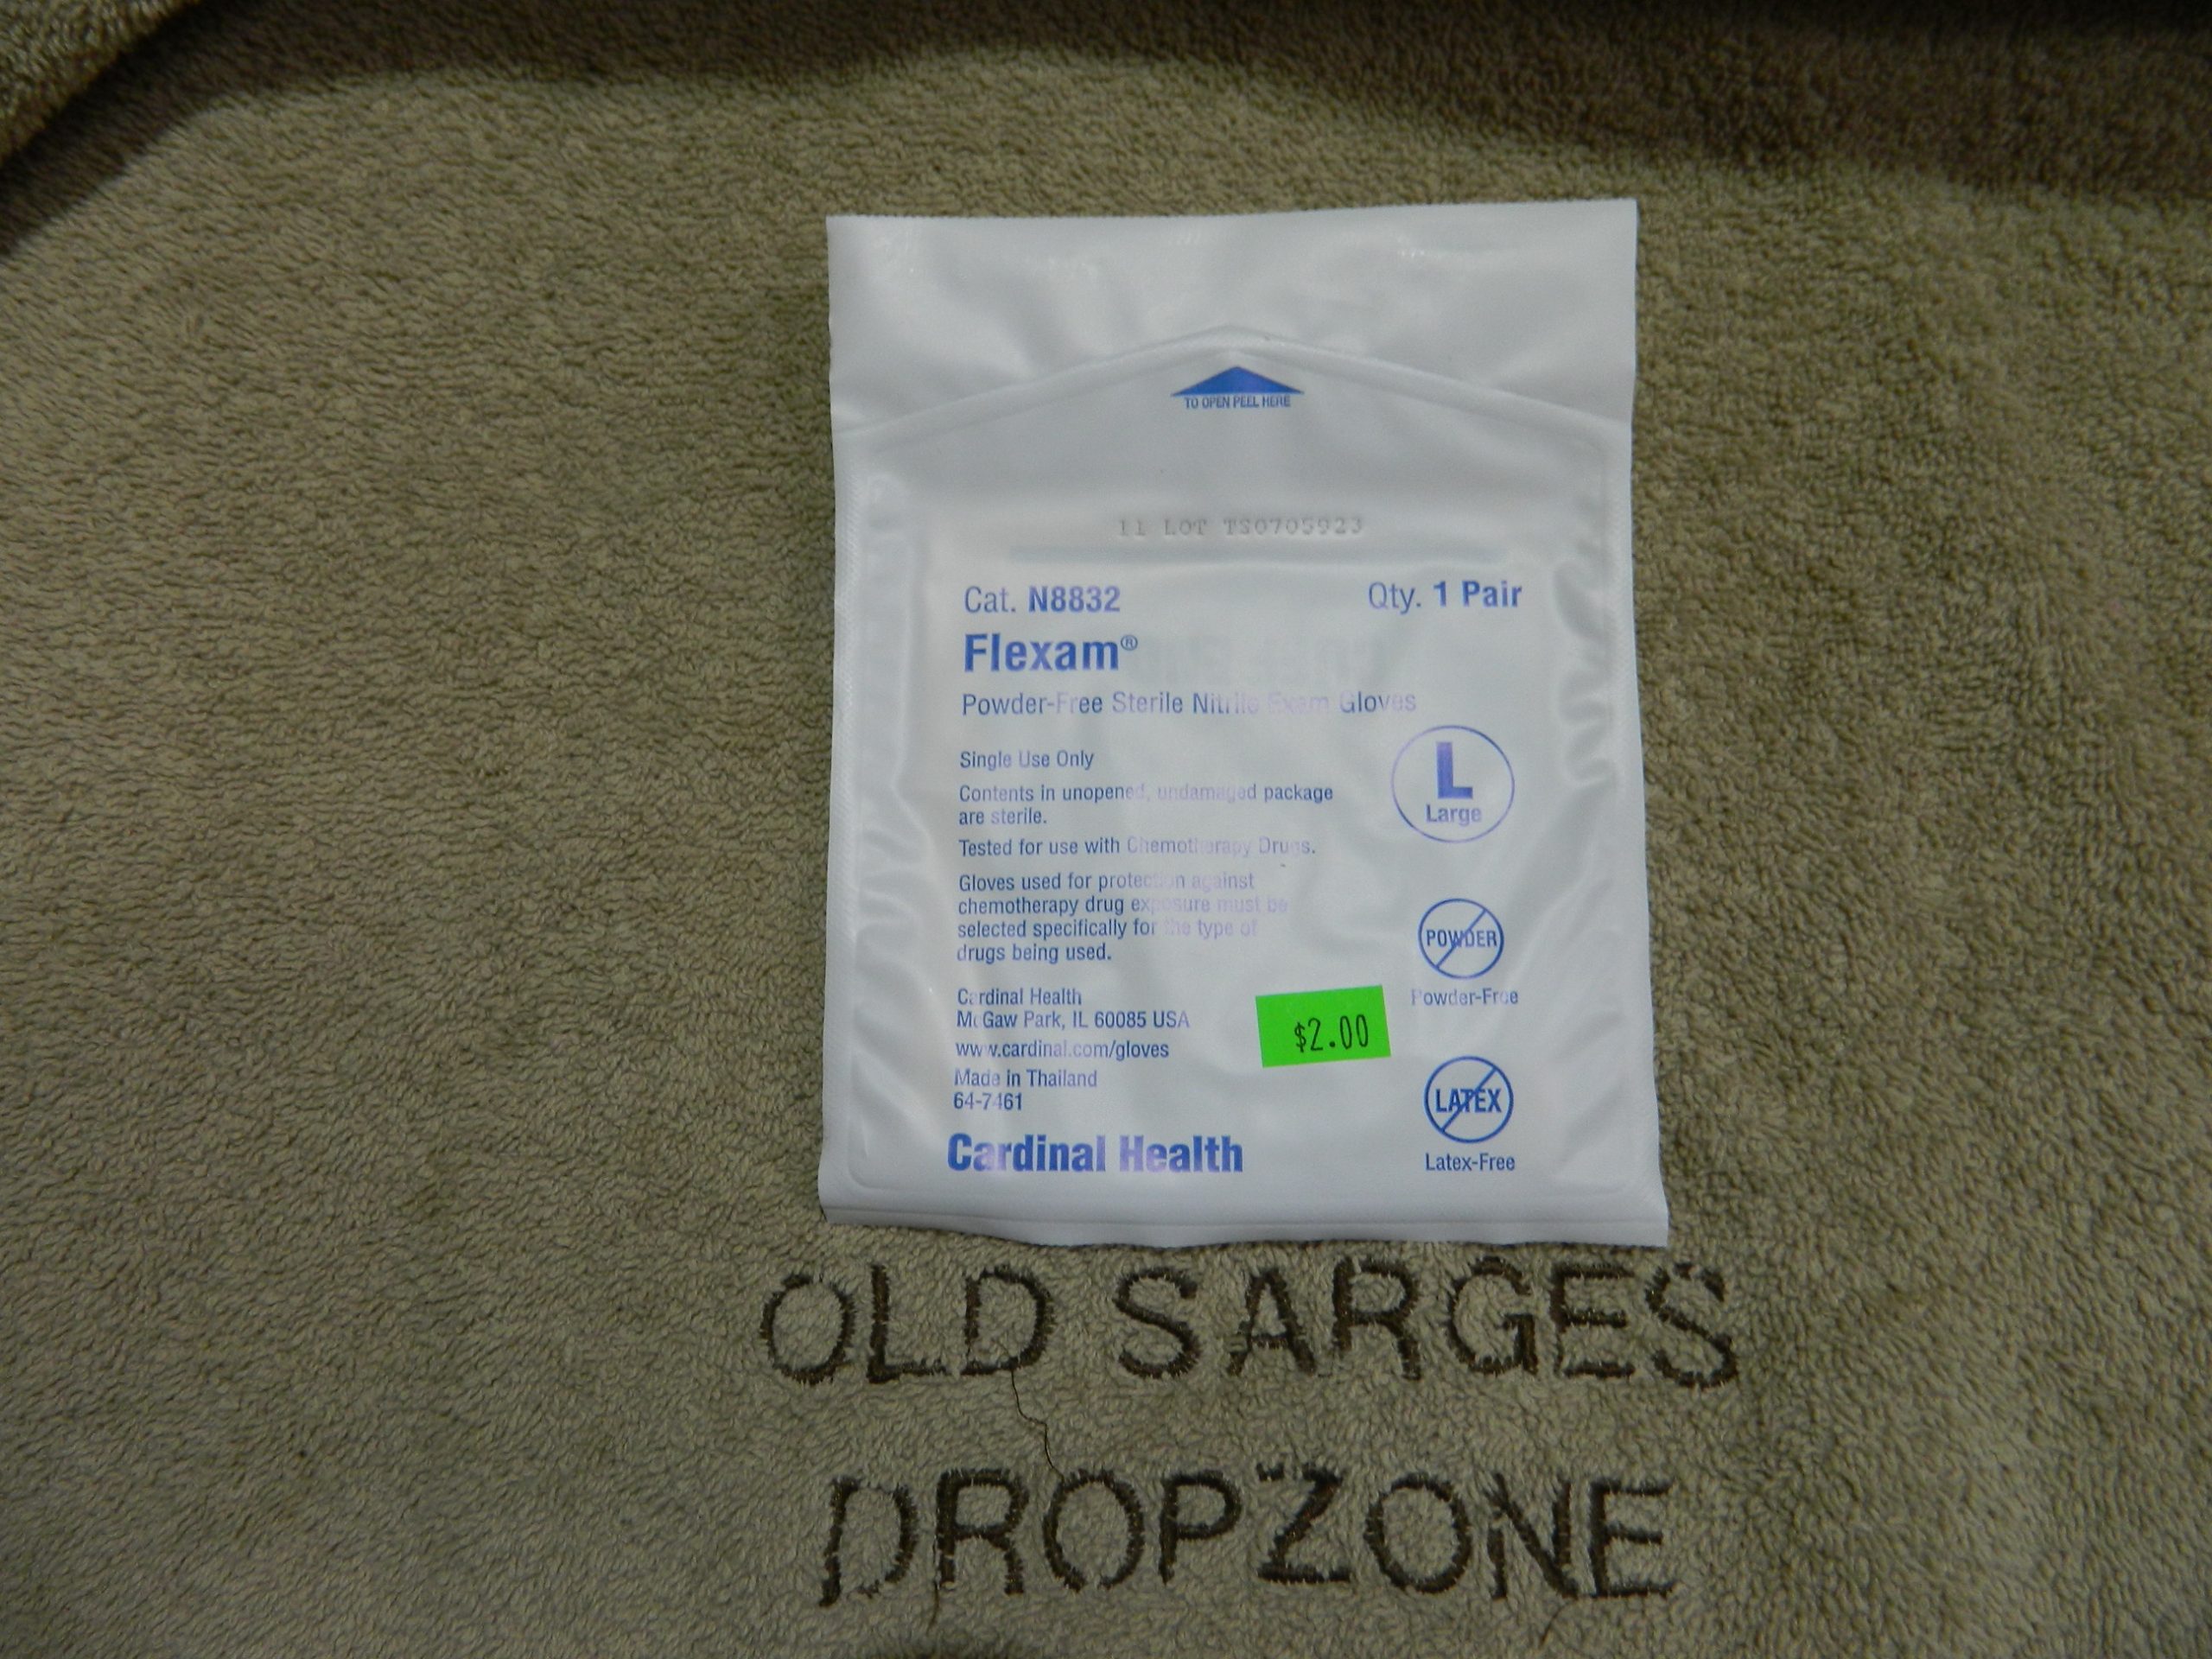 TO OPEN PEEL HERE
11 LOT TS0705923
Cat. N8832
Qty. 1 Pair
Flexam®
Powder-Free Sterile Nitrile Exam Gloves
Single Use Only
Contents in unopened, undamaged package
are sterile.
Tested for use with Chemotherapy Drugs.
Gloves used for protection against
chemotherapy drug exposure must be
selected specifically for the type of
drugs being used.
L
Large
POWDER
Powder-Free
Cardinal Health
McGaw Park, IL 60085 USA
www.cardinal.com/gloves
Made in Thailand
64-7461
$2.00
LATEX
Latex-Free
Cardinal Health
OLD SARGES
DROPZONE